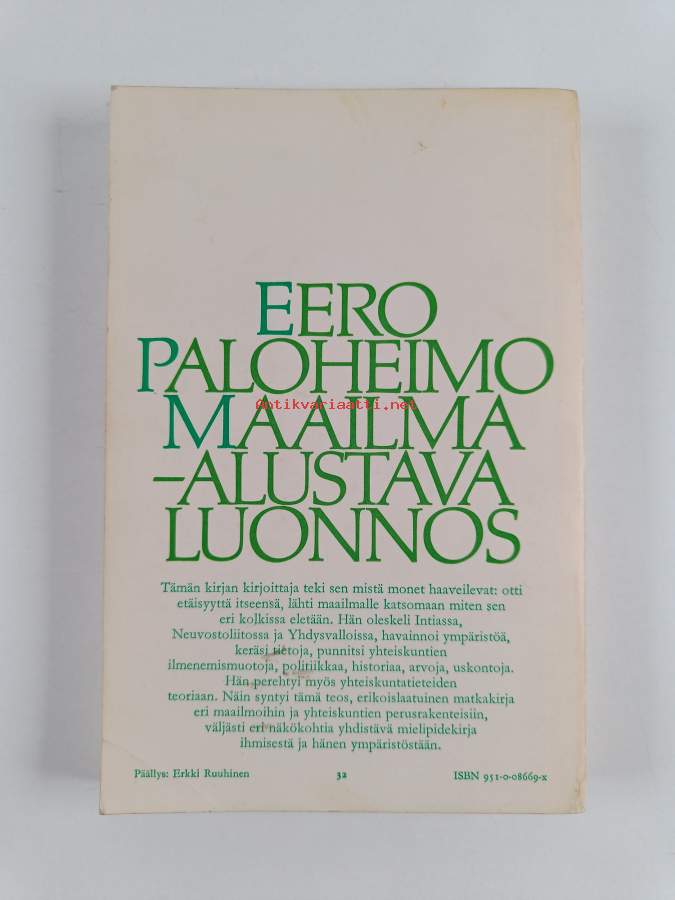 EERO
PALOHEIMO
Antikvariaatti.net
MAAILMA
–ALUSTAVA
LUONNOS
Tämän kirjan kirjoittaja teki sen mistä monet haaveilevat: otti
etäisyyttä itseensä, lähti maailmalle katsomaan miten sen
eri kolkissa eletään. Hän oleskeli Intiassa,
Neuvostoliitossa ja Yhdysvalloissa, havainnoi ympäristöä,
keräsi tietoja, punnitsi yhteiskuntien
ilmenemismuotoja, politiikkaa, historiaa, arvoja, uskontoja.
Hän perehtyi myös yhteiskuntatieteiden
teoriaan. Näin syntyi tämä teos, erikoislaatuinen matkakirja
eri maailmoihin ja yhteiskuntien perusrakenteisiin,
väljästi eri näkökohtia yhdistävä mielipidekirja
ihmisestä ja hänen ympäristöstään.
Päällys: Erkki Ruuhinen 32 ISBN 951-0-08669-x